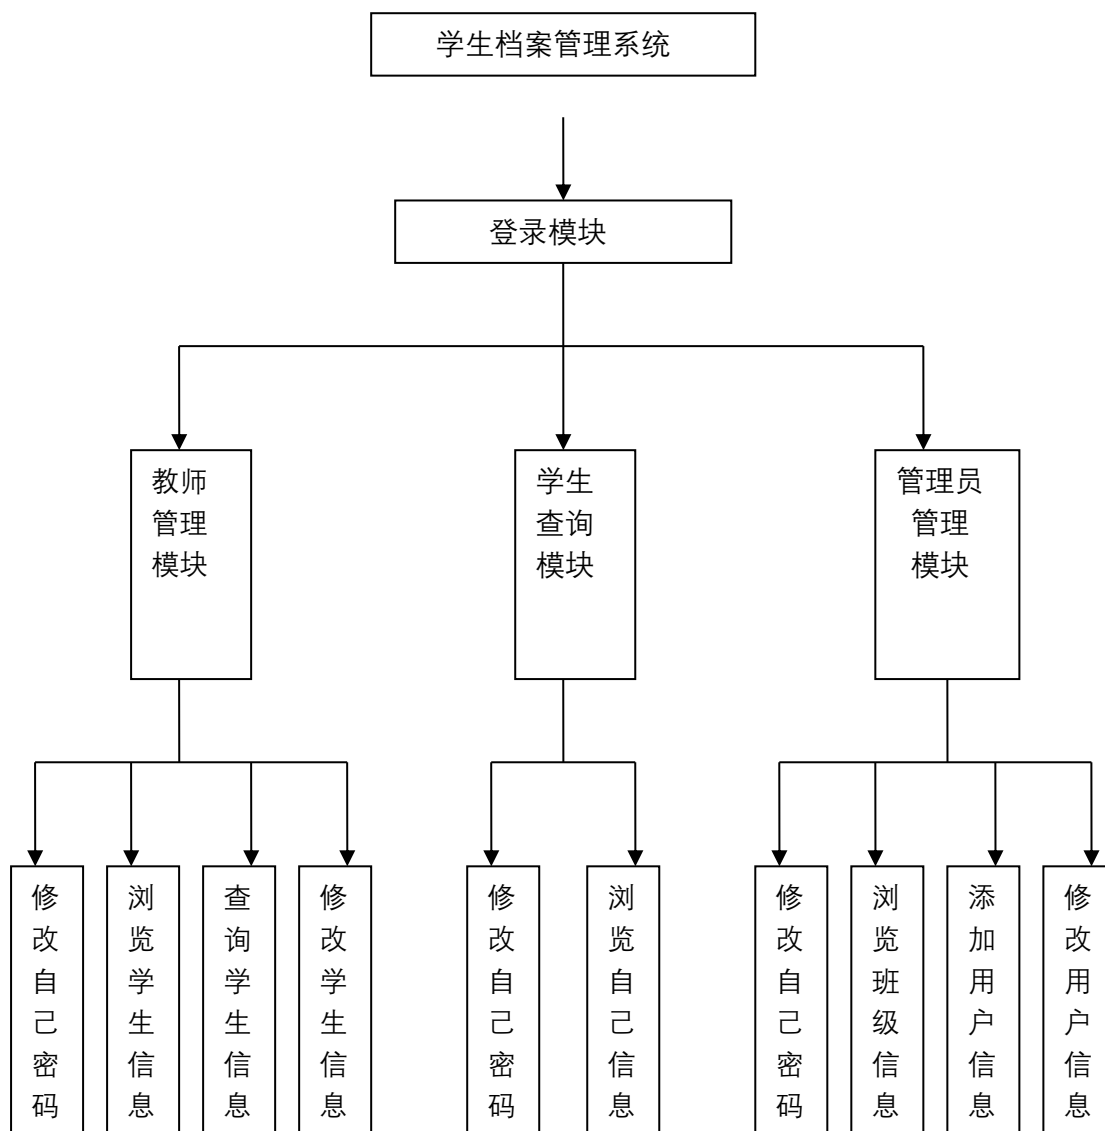 学生档案管理系统
登录模块
教师
管理
模块
学生
查询
模块
管理员
管理
模块
修改自己密码
浏览学生信息
查询学生信息
修改学生信息
修改自己密码
浏览自己信息
修改自己密码
浏览班级信息
添加用户信息
修改用户信息